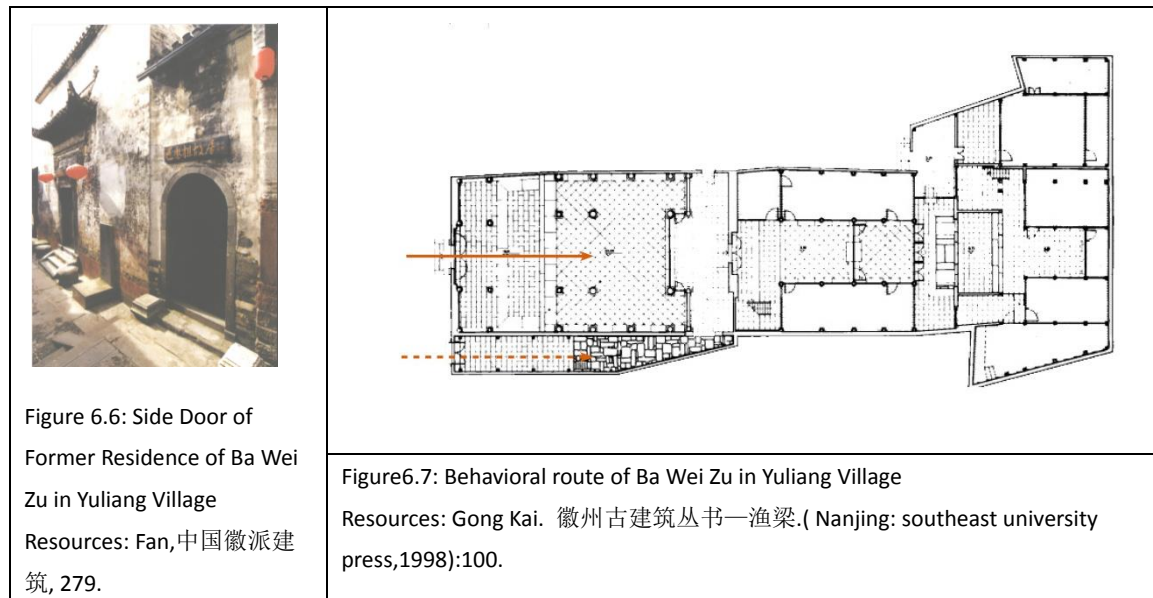 Figure 6.6: Side Door of
Former Residence of Ba Wei
Zu in Yuliang Village
Resources: Fan,中国徽派建
筑, 279.
Figure6.7: Behavioral route of Ba Wei Zu in Yuliang Village
Resources: Gong Kai. 徽州古建筑丛书—渔梁.( Nanjing: southeast university
press,1998):100.